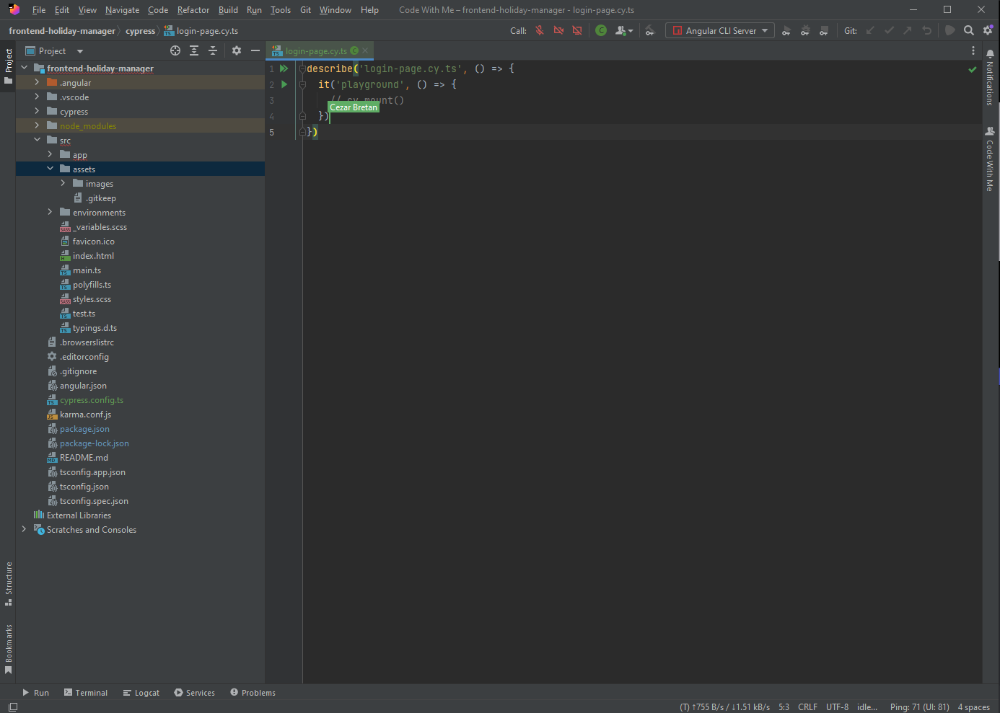 File Edit View Navigate Code Refactor Build Run Tools Git Window Help Code With Me – frontend-holiday-manager - login-page.cy.ts
frontend-holiday-manager cypress login-page.cy.ts Call: C Angular CLI Server Git:
Project
Project
login-page.cy.ts C
Notifications
Code With Me
frontend-holiday-manager
.angular
.vscode
cypress
node_modules
src
app
assets
images
.gitkeep
environments
_variables.scss
favicon.ico
index.html
main.ts
polyfills.ts
styles.scss
test.ts
typings.d.ts
.browserslistrc
.editorconfig
.gitignore
angular.json
cypress.config.ts
karma.conf.js
package.json
package-lock.json
README.md
tsconfig.app.json
tsconfig.json
tsconfig.spec.json
External Libraries
Scratches and Consoles
1 describe('login-page.cy.ts', () => {
2 it('playground', () => {
3 // cy.mount()
Cezar Bretan
4 })
5 })
Structure
Bookmarks
Run Terminal Logcat Services Problems
(T) ↑755 B/s / ↓1.51 kB/s 5:3 CRLF UTF-8 idle... Ping: 71 (UI: 81) 4 spaces